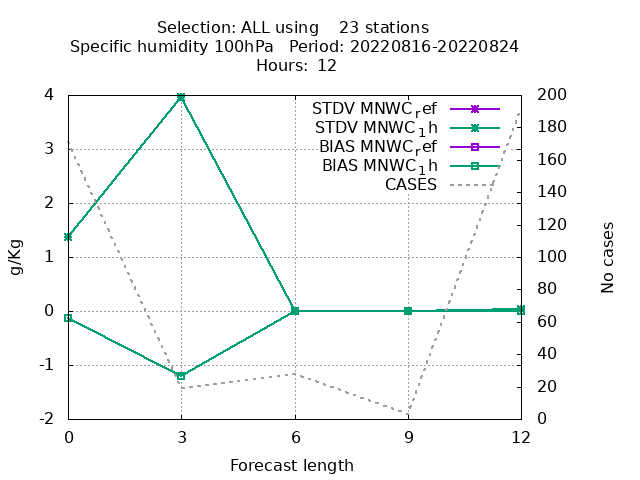 Selection: ALL using    23 stations
Specific humidity 100hPa   Period: 20220816-20220824
Hours: 12
STDV MNWC_ref
STDV MNWC_1h
BIAS MNWC_ref
BIAS MNWC_1h
CASES
g/Kg
4
3
2
1
0
-1
-2
No cases
200
180
160
140
120
100
80
60
40
20
0
0 3 6 9 12
Forecast length